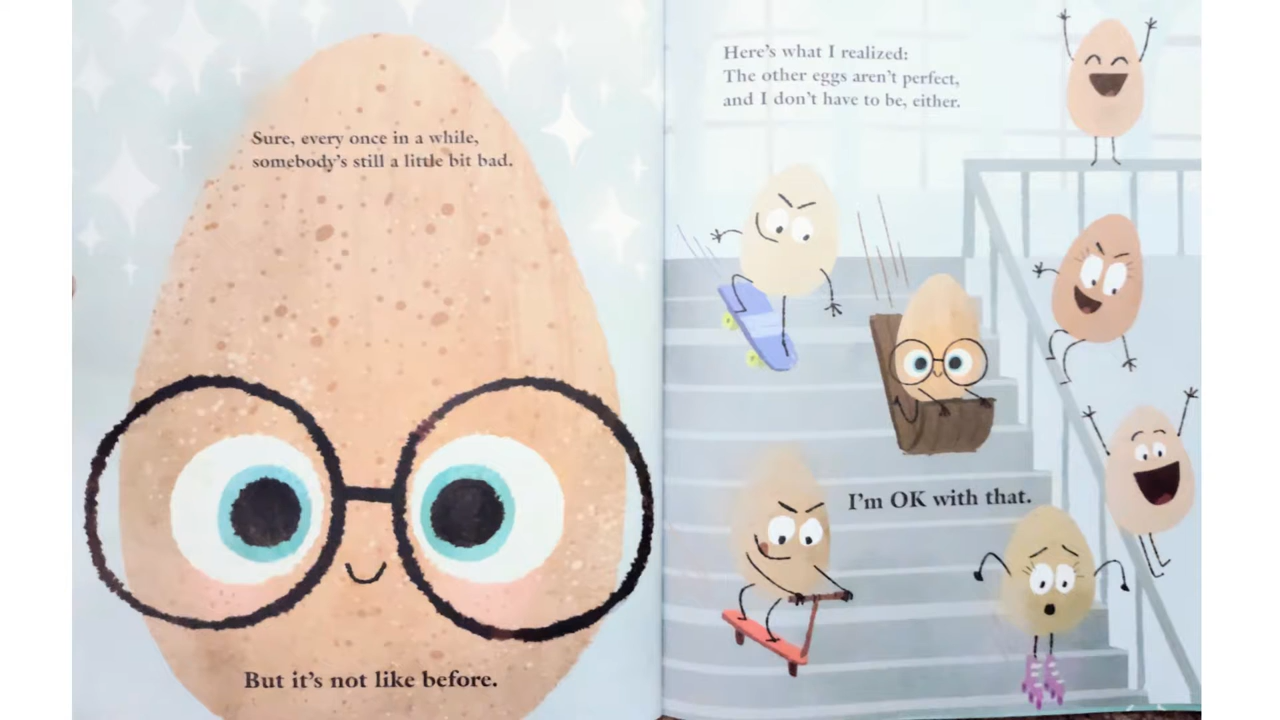 Sure, every once in a while,
somebody's still a little bit bad.
But it's not like before.
Here's what I realized:
The other eggs aren't perfect,
and I don't have to be, either.
I'm OK with that.